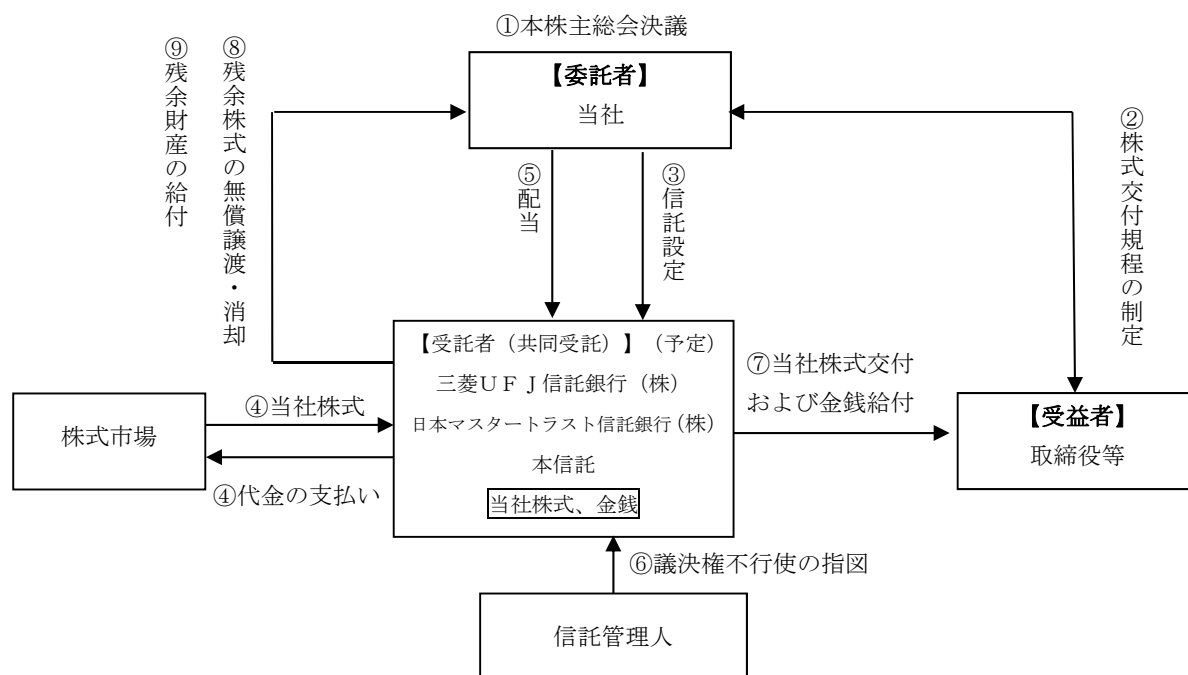 ①本株主総会決議
【委託者】
当社
⑨残余財産の給付
⑧残余株式の無償譲渡・消却
⑤配当
③信託設定
②株式交付規程の制定
【受託者（共同受託）】（予定）
三菱ＵＦＪ信託銀行（株）
日本マスタートラスト信託銀行（株）
本信託
当社株式、金銭
株式市場
④当社株式
④代金の支払い
⑦当社株式交付
および金銭給付
【受益者】
取締役等
⑥議決権不行使の指図
信託管理人